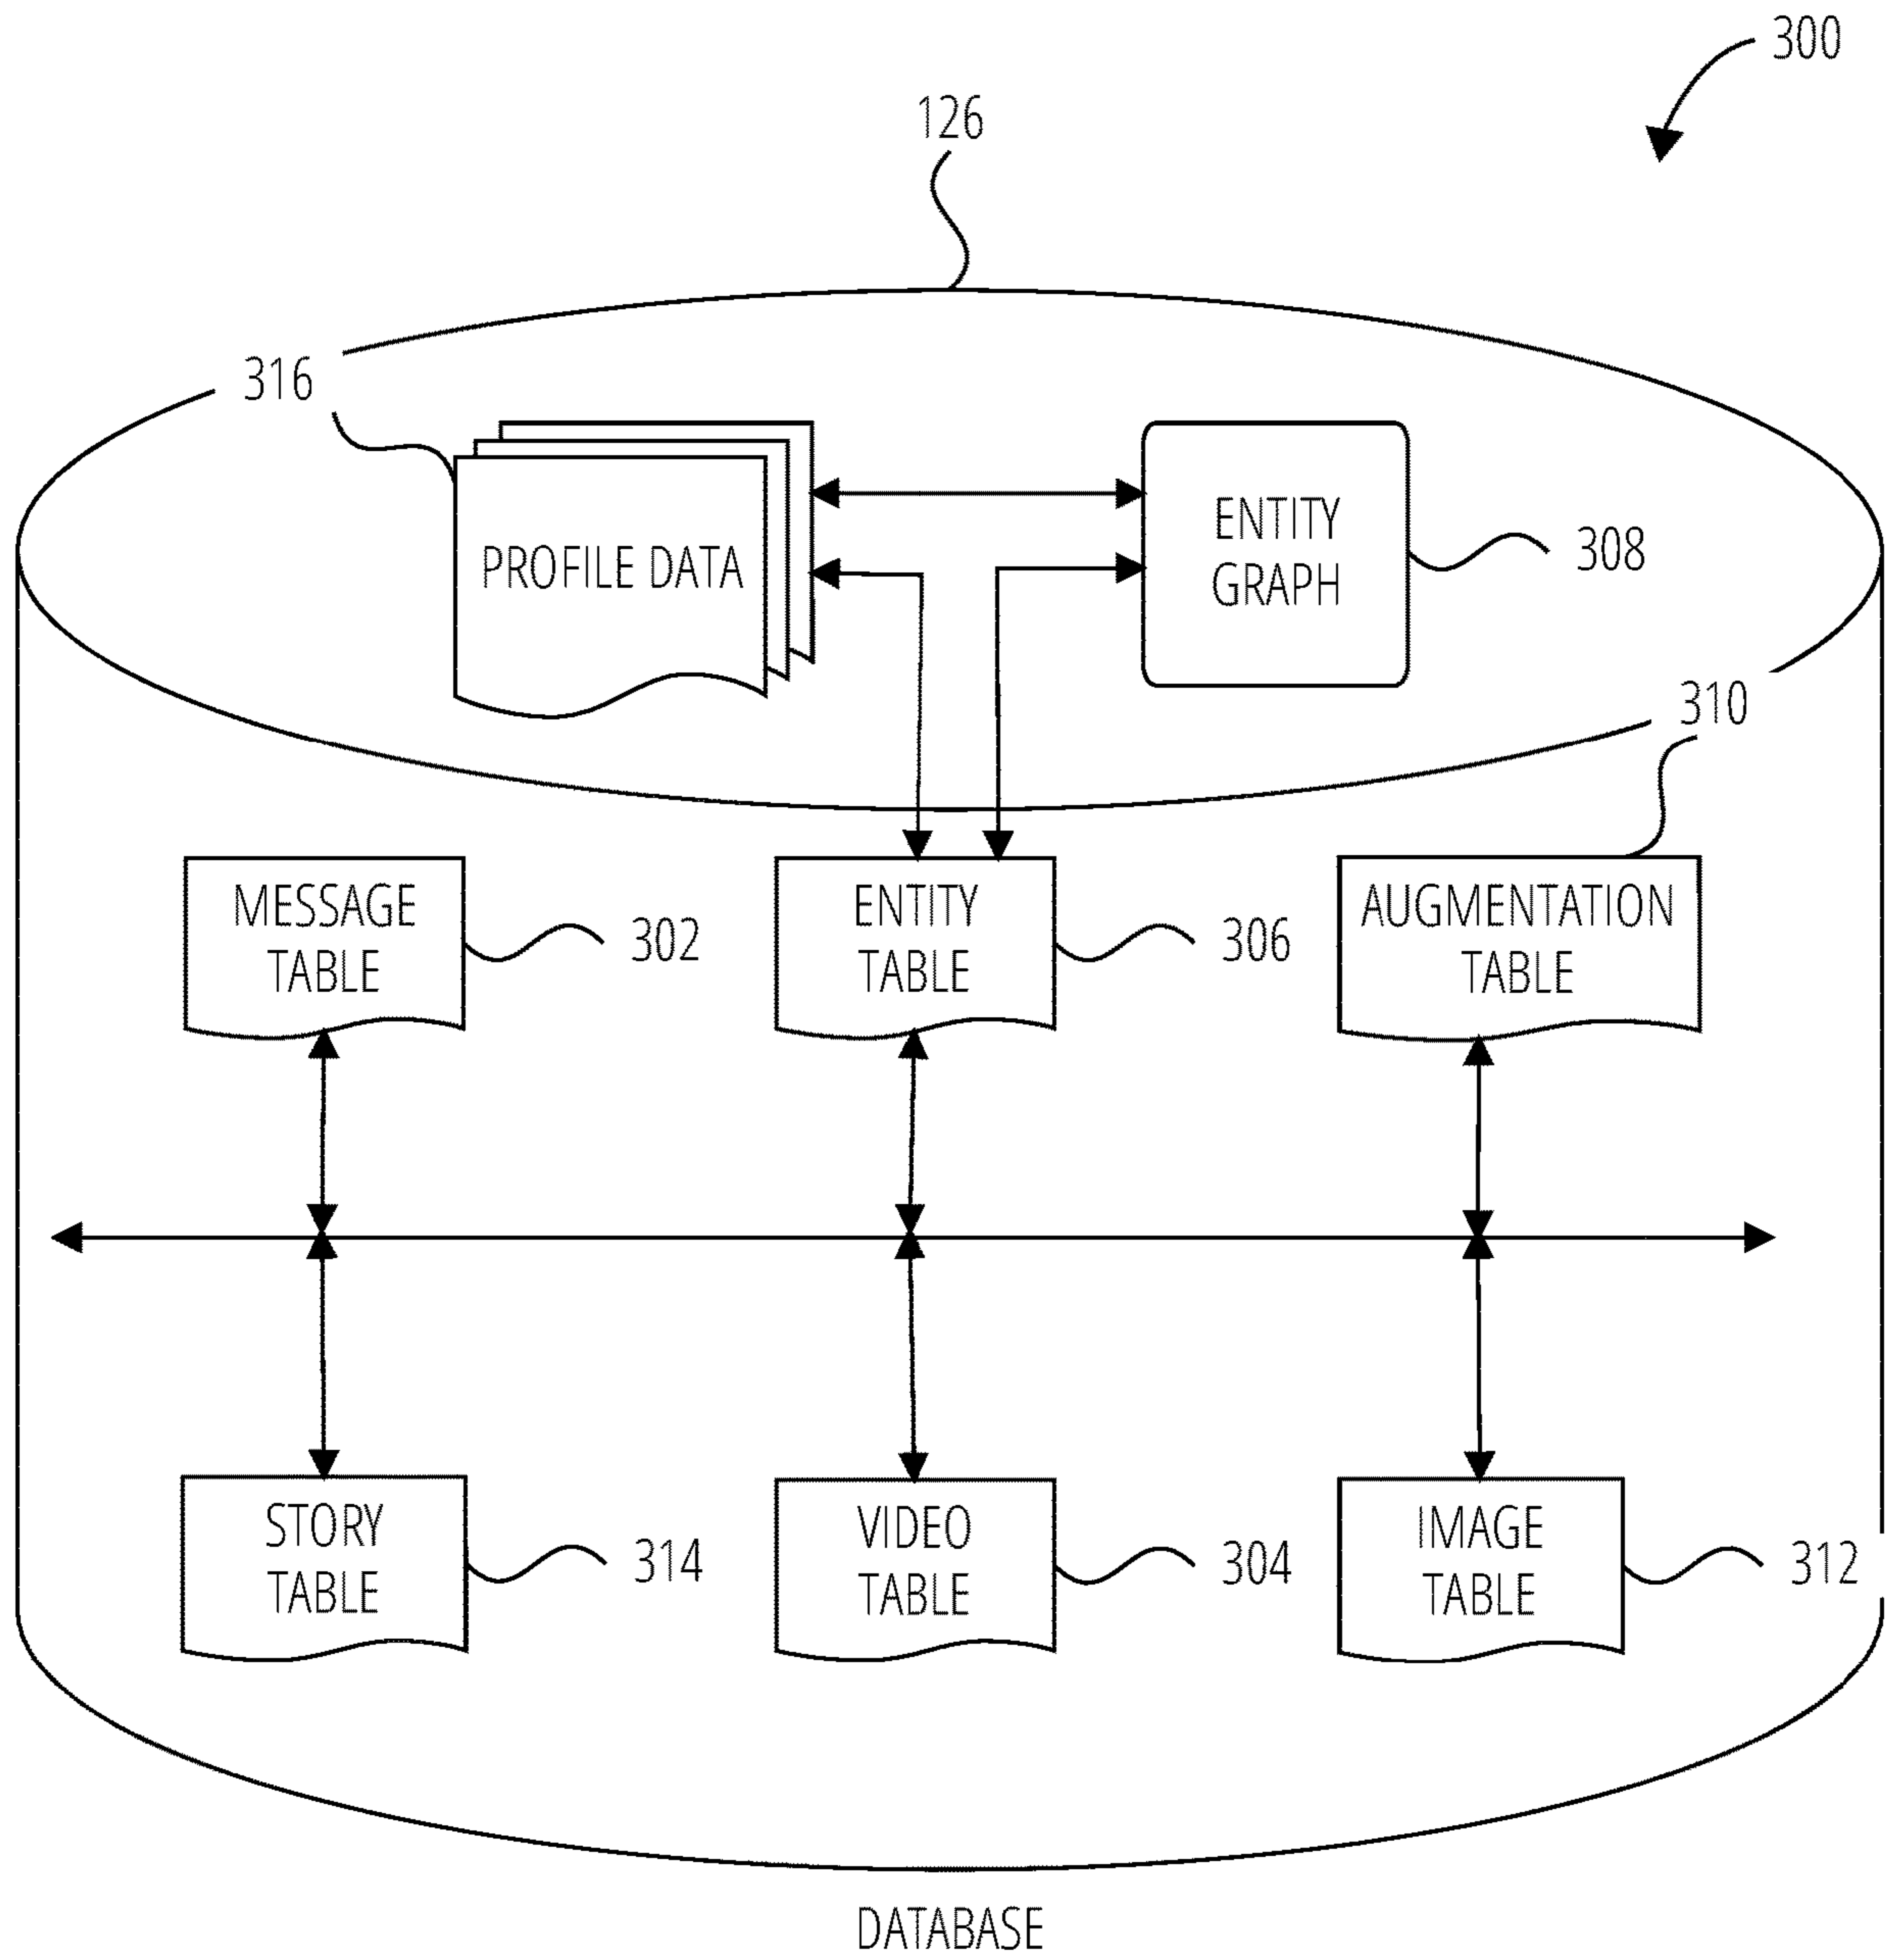 300
126
316
PROFILE DATA
ENTITY
GRAPH
308
310
MESSAGE
TABLE
302
ENTITY
TABLE
306
AUGMENTATION
TABLE
STORY
TABLE
314
VIDEO
TABLE
304
IMAGE
TABLE
312
DATABASE